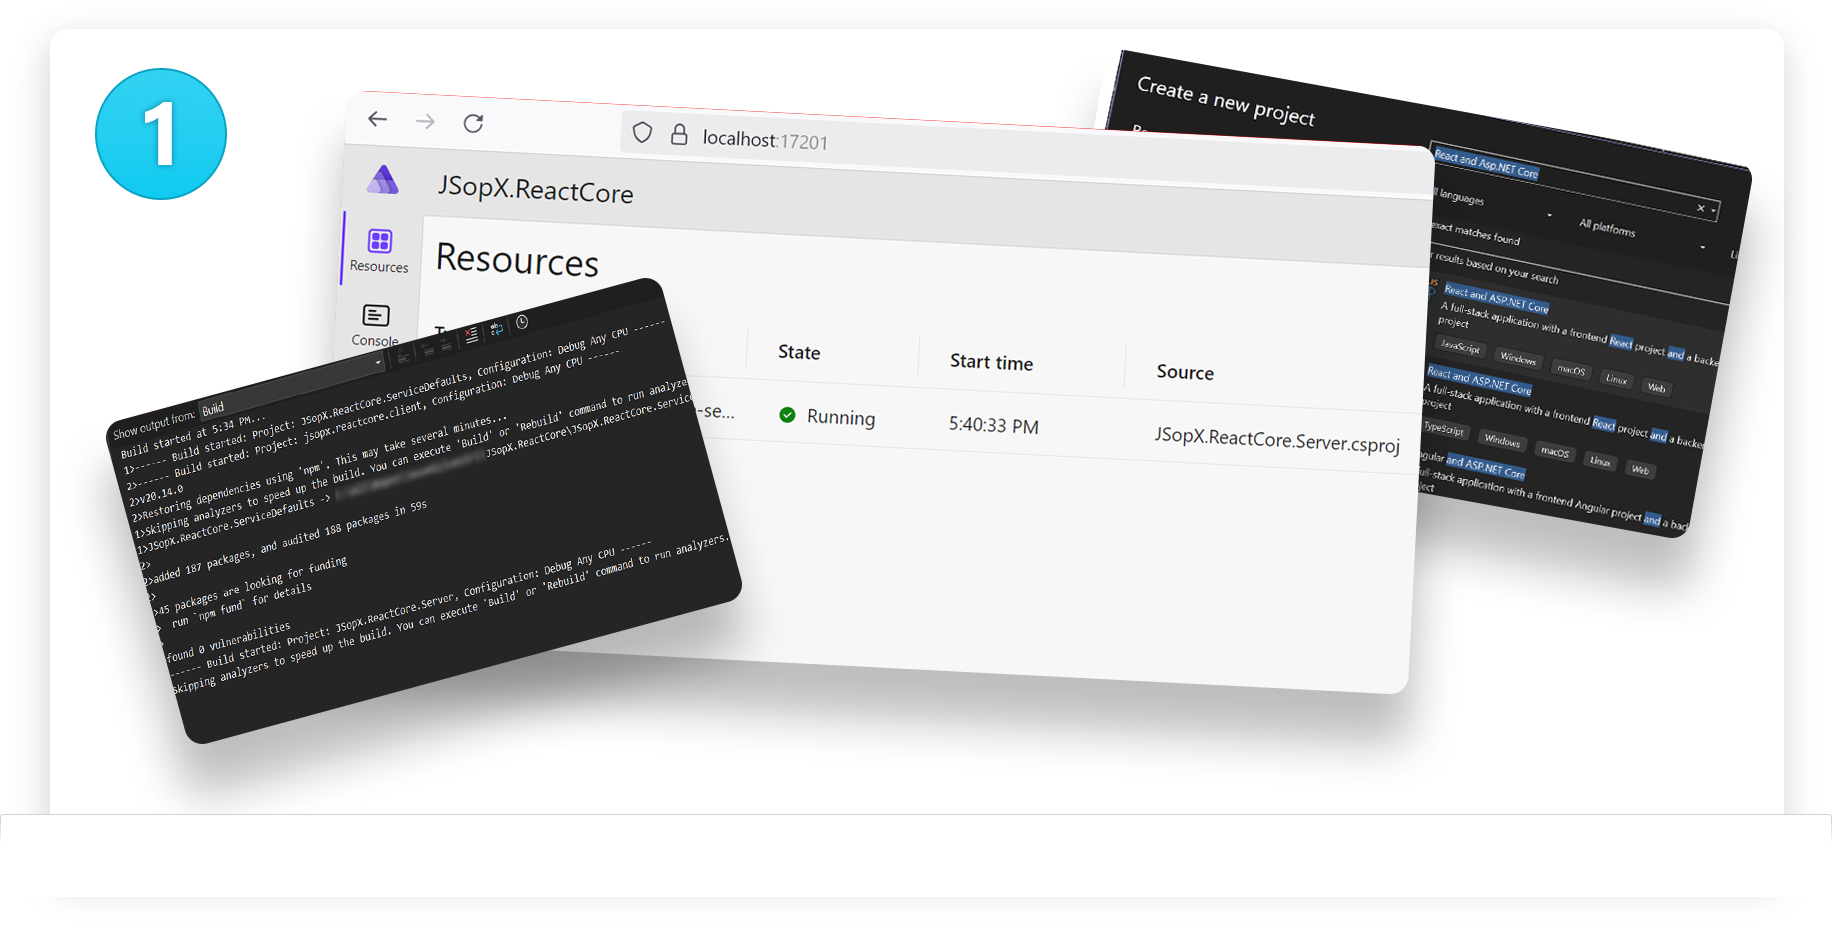 1
localhost:17201
JSopX.ReactCore
Resources
Resources
Console
State
Start time
Source
-se...
Running
5:40:33 PM
JSopX.ReactCore.Server.csproj
Create a new project
React and Asp.NET Core
ll languages
All platforms
exact matches found
r results based on your search
React and ASP.NET Core
A full-stack application with a frontend React project and a backe
project
JavaScript
Windows
macOS
Linux
Web
React and ASP.NET Core
A full-stack application with a frontend React project and a backe
project
TypeScript
Windows
macOS
Linux
Web
ngular and ASP.NET Core
full-stack application with a frontend Angular project and a back
ject
Show output from: Build
Build started at 5:34 PM...
1>------ Build started: Project: JSopX.ReactCore.ServiceDefaults, Configuration: Debug Any CPU ------
2>------ Build started: Project: jsopx.reactcore.client, Configuration: Debug Any CPU ------
2>v20.14.0
2>Restoring dependencies using 'npm'. This may take several minutes...
1>Skipping analyzers to speed up the build. You can execute 'Build' or 'Rebuild' command to run analyze
1>JSopX.ReactCore.ServiceDefaults -> JSopX.ReactCore\JSopX.ReactCore.Service
2>
2>added 187 packages, and audited 188 packages in 59s
2>
>45 packages are looking for funding
> run `npm fund` for details
>
found 0 vulnerabilities
------ Build started: Project: JSopX.ReactCore.Server, Configuration: Debug Any CPU ------
Skipping analyzers to speed up the build. You can execute 'Build' or 'Rebuild' command to run analyzers.